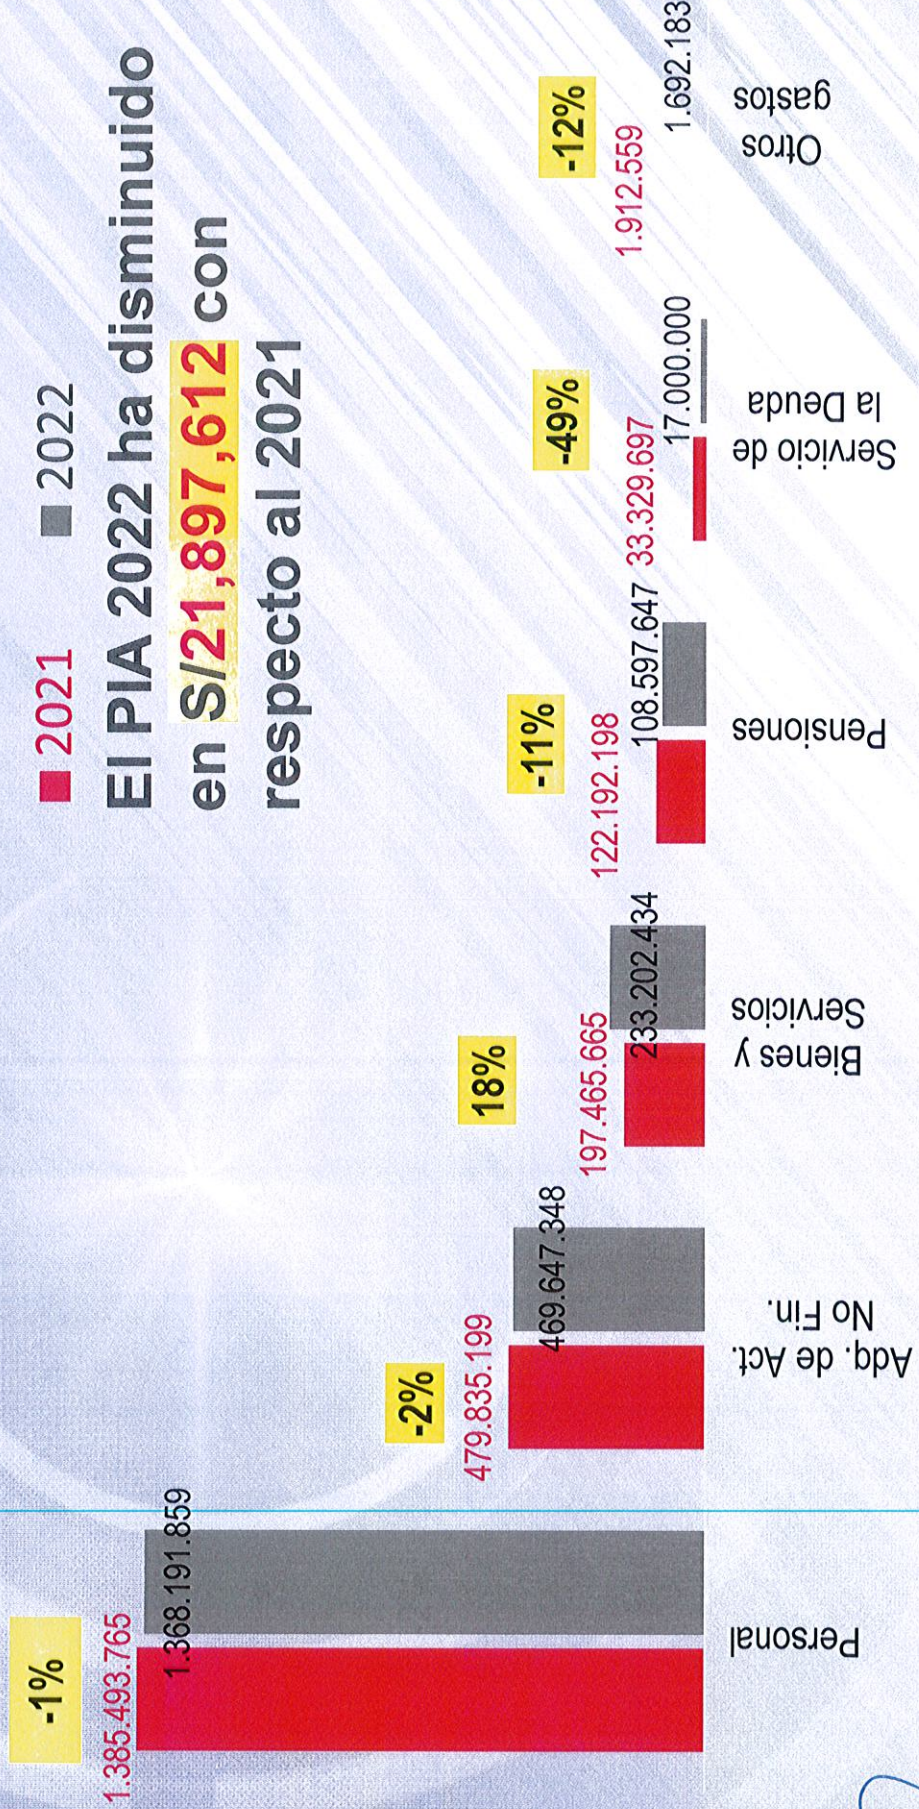 2021 2022
El PIA 2022 ha disminuido
en S/21,897,612 con
respecto al 2021
-1%
1.385.493.765
1.368.191.859
Personal
-2%
479.835.199
469.647.348
Adq. de Act.
No Fin.
18%
197.465.665
233.202.434
Bienes y
Servicios
-11%
122.192.198
108.597.647
Pensiones
-49%
33.329.697
17.000.000
Servicio de
la Deuda
-12%
1.912.559
1.692.183
Otros
gastos